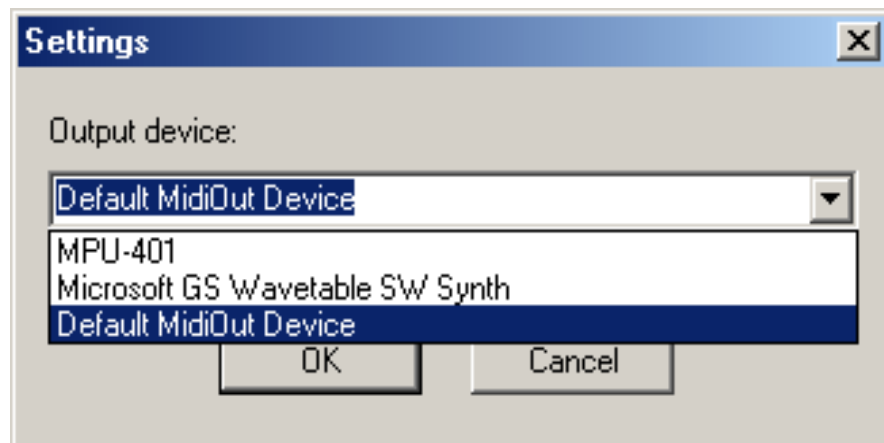 Settings
Output device:
Default MidiOut Device
MPU-401
Microsoft GS Wavetable SW Synth
Default MidiOut Device
OK Cancel